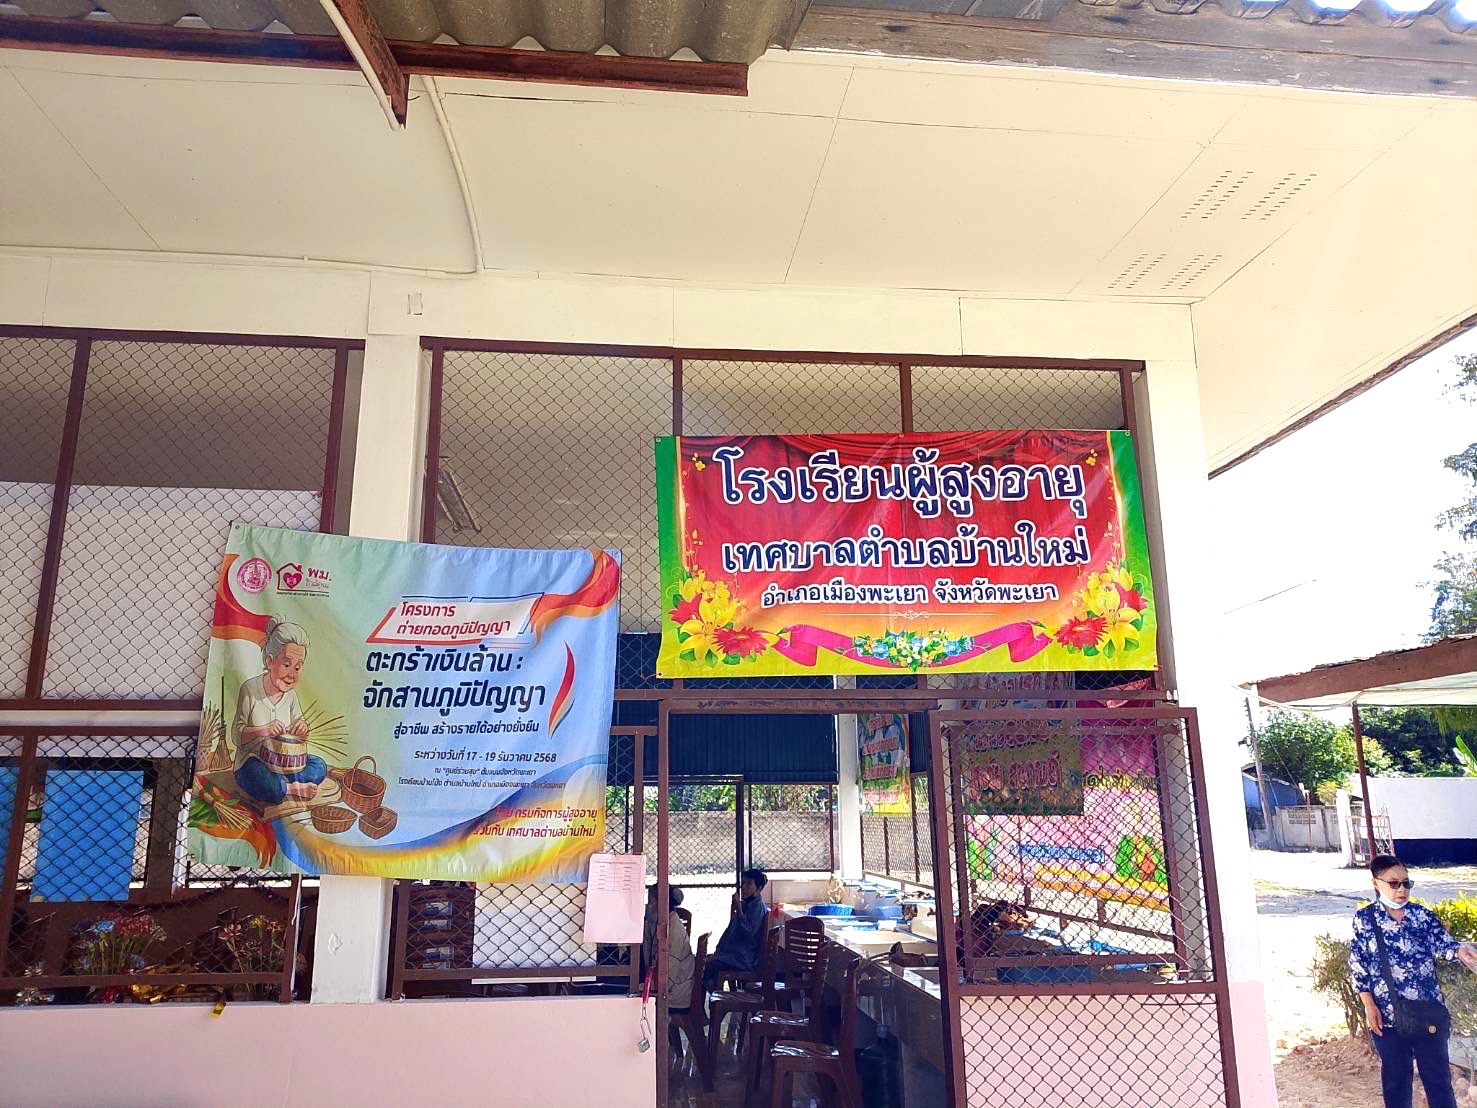 พม.
โครงการ
ถ่ายทอดภูมิปัญญา
ตะกร้าเงินล้าน :
จักสานภูมิปัญญา
สู่อาชีพ สร้างรายได้อย่างยั่งยืน
ระหว่างวันที่ 17 - 19 ธันวาคม 2568
กรมกิจการผู้สูงอายุ
เทศบาลตำบลบ้านใหม่
โรงเรียนผู้สูงอายุ
เทศบาลตำบลบ้านใหม่
อำเภอเมืองพะเยา จังหวัดพะเยา